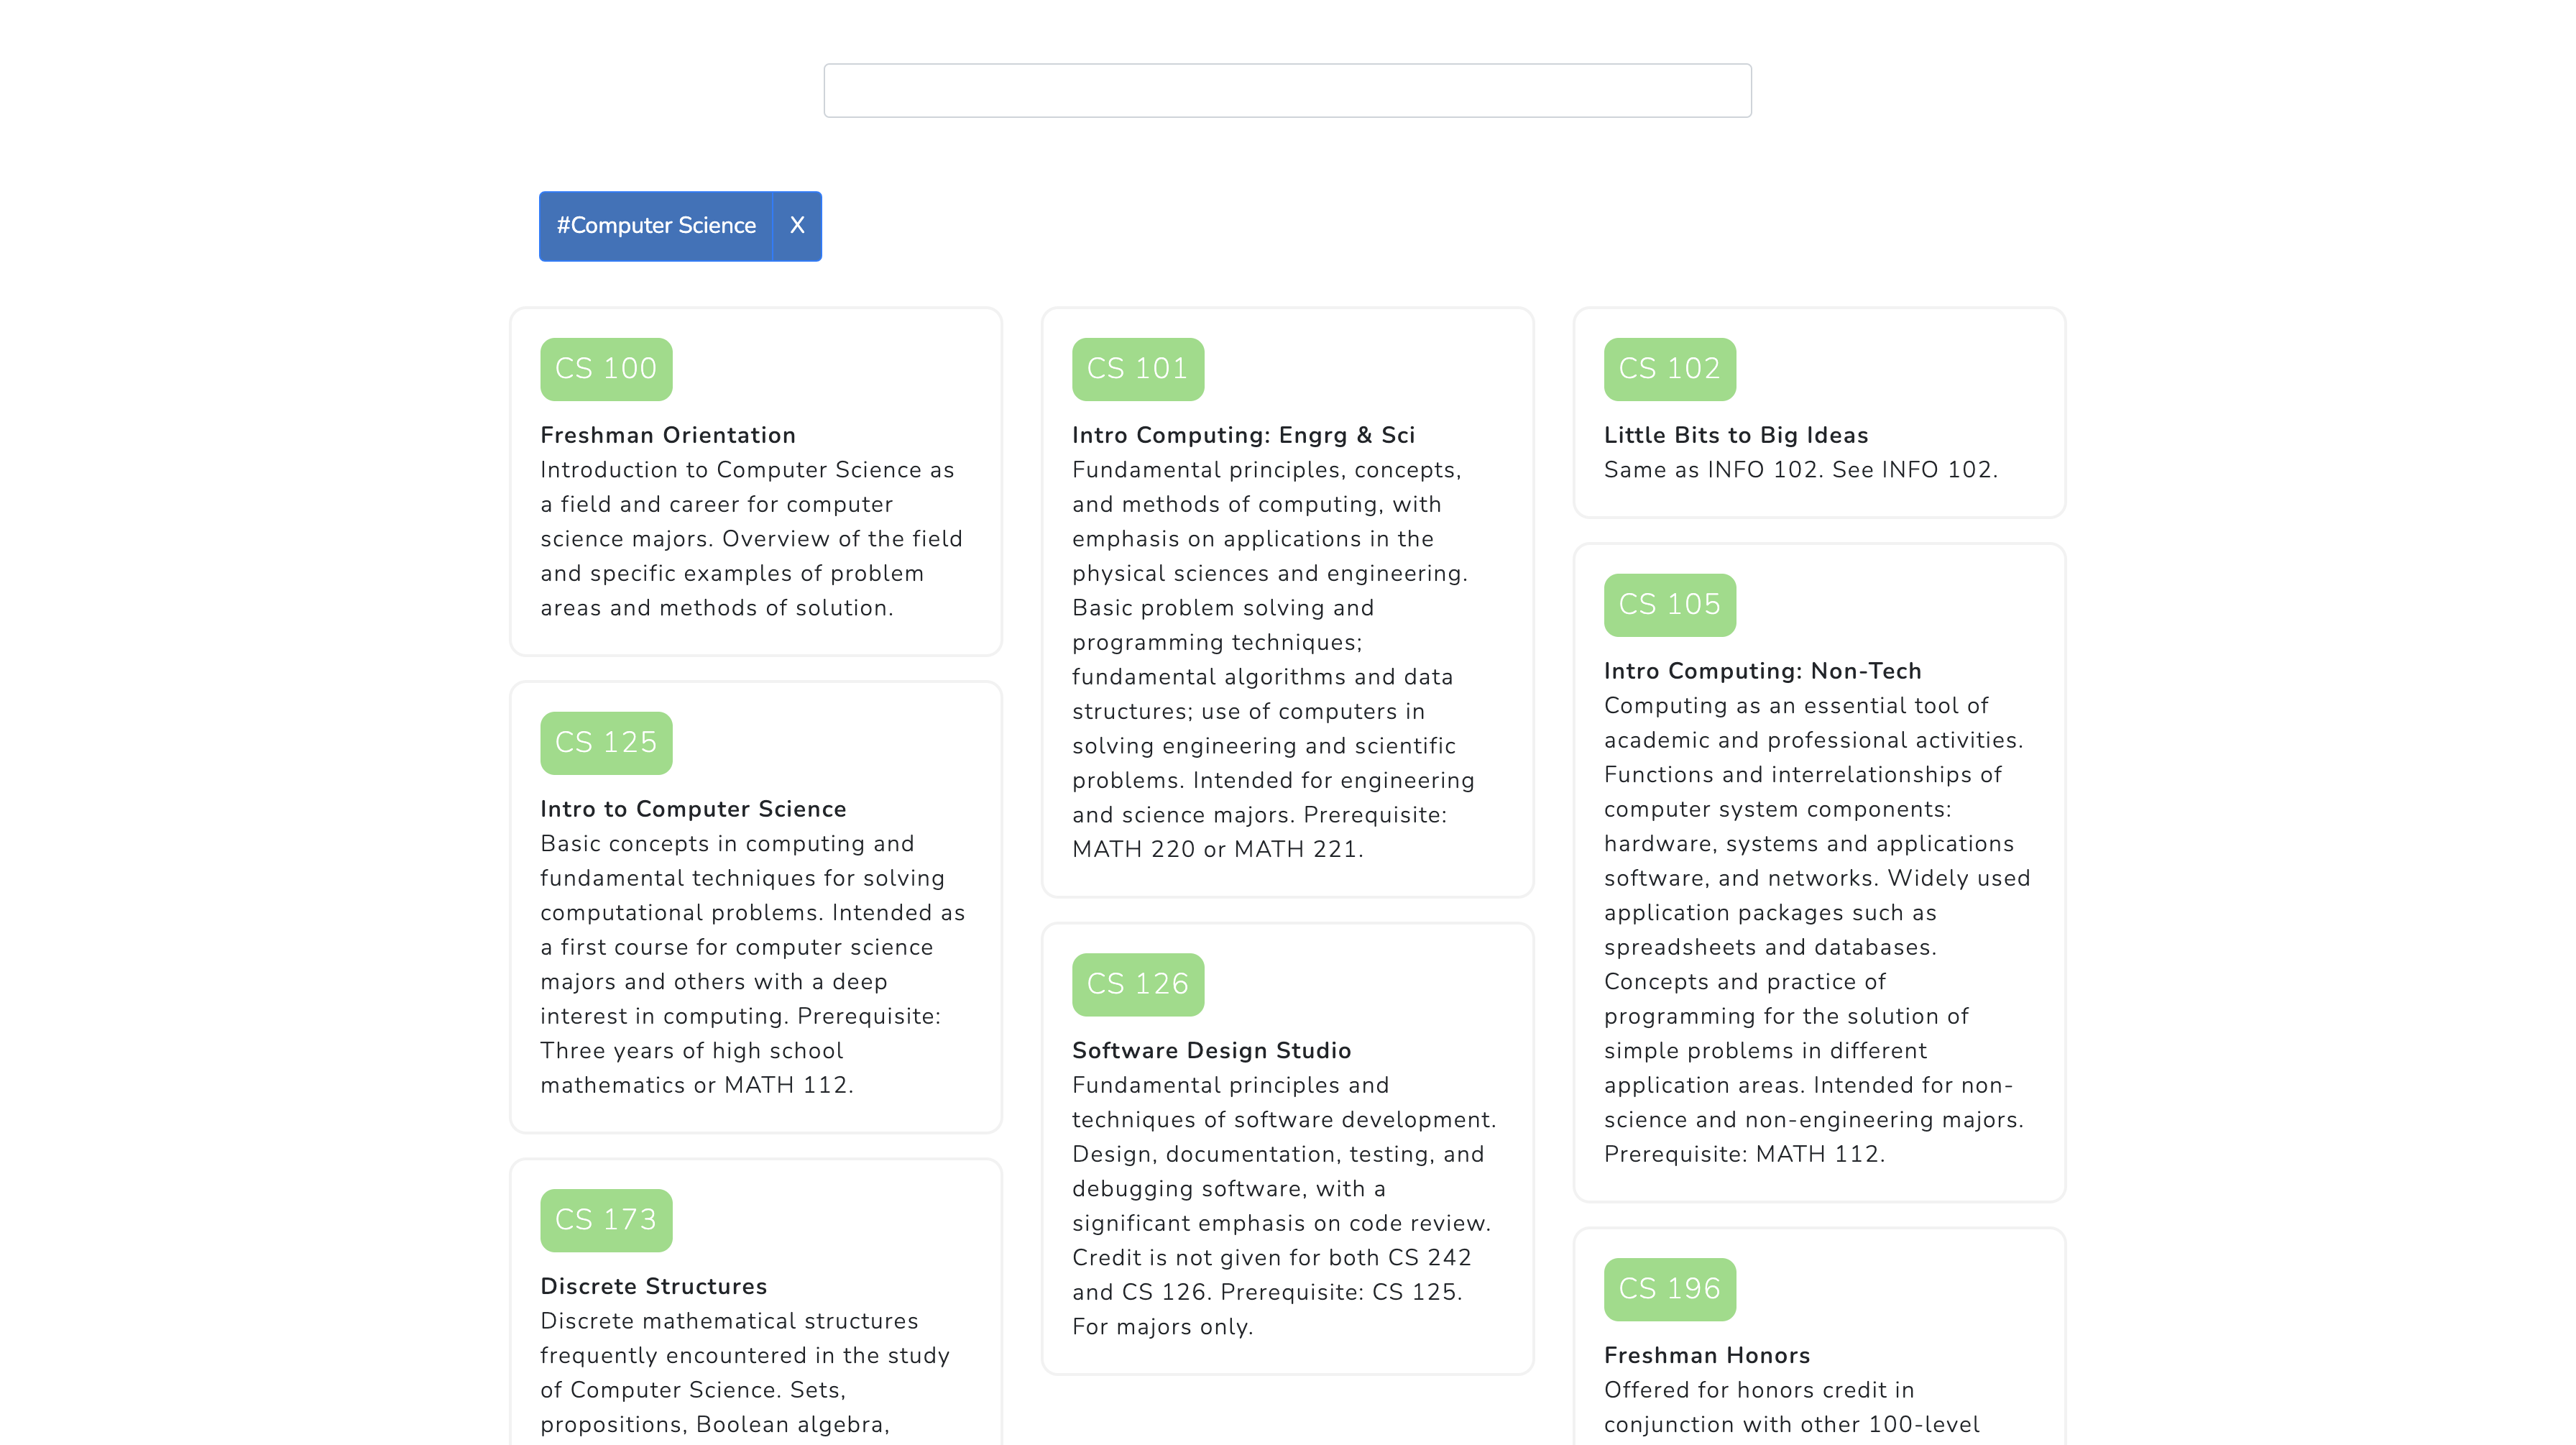 #Computer Science X
CS 100
Freshman Orientation
Introduction to Computer Science as
a field and career for computer
science majors. Overview of the field
and specific examples of problem
areas and methods of solution.
CS 125
Intro to Computer Science
Basic concepts in computing and
fundamental techniques for solving
computational problems. Intended as
a first course for computer science
majors and others with a deep
interest in computing. Prerequisite:
Three years of high school
mathematics or MATH 112.
CS 173
Discrete Structures
Discrete mathematical structures
frequently encountered in the study
of Computer Science. Sets,
propositions, Boolean algebra,
CS 101
Intro Computing: Engrg & Sci
Fundamental principles, concepts,
and methods of computing, with
emphasis on applications in the
physical sciences and engineering.
Basic problem solving and
programming techniques;
fundamental algorithms and data
structures; use of computers in
solving engineering and scientific
problems. Intended for engineering
and science majors. Prerequisite:
MATH 220 or MATH 221.
CS 126
Software Design Studio
Fundamental principles and
techniques of software development.
Design, documentation, testing, and
debugging software, with a
significant emphasis on code review.
Credit is not given for both CS 242
and CS 126. Prerequisite: CS 125.
For majors only.
CS 102
Little Bits to Big Ideas
Same as INFO 102. See INFO 102.
CS 105
Intro Computing: Non-Tech
Computing as an essential tool of
academic and professional activities.
Functions and interrelationships of
computer system components:
hardware, systems and applications
software, and networks. Widely used
application packages such as
spreadsheets and databases.
Concepts and practice of
programming for the solution of
simple problems in different
application areas. Intended for non-
science and non-engineering majors.
Prerequisite: MATH 112.
CS 196
Freshman Honors
Offered for honors credit in
conjunction with other 100-level